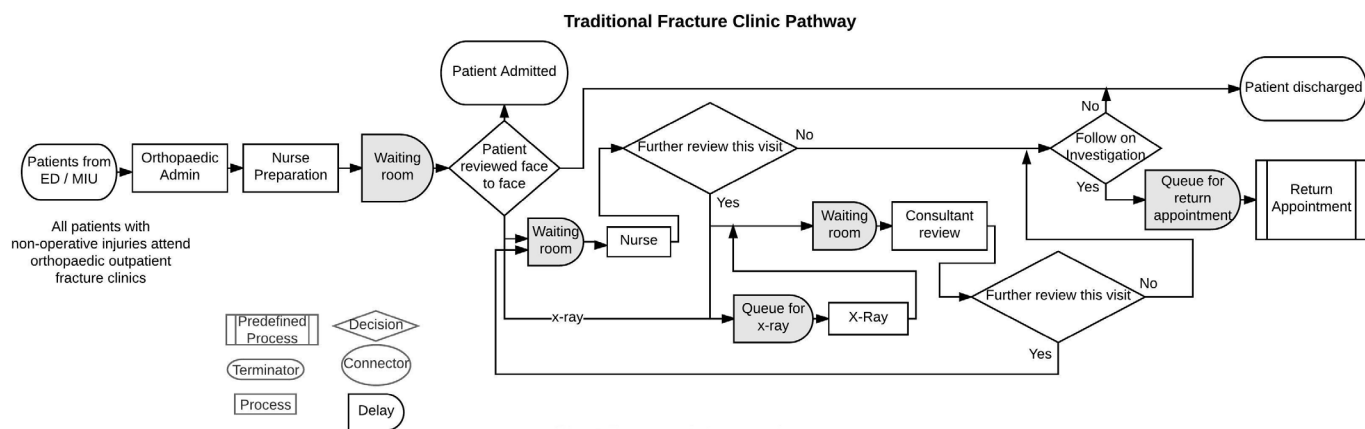 Traditional Fracture Clinic Pathway
Patient Admitted
Patient discharged
Patients from
ED / MIU
Orthopaedic
Admin
Nurse
Preparation
Waiting
room
Patient
reviewed face
to face
Further review this visit
No
Yes
Follow on
Investigation
No
Yes
Queue for
return
appointment
Return
Appointment
All patients with
non-operative injuries attend
orthopaedic outpatient
fracture clinics
Waiting
room
Nurse
Waiting
room
Consultant
review
Further review this visit
No
Yes
x-ray
Queue for
x-ray
X-Ray
Predefined
Process
Decision
Terminator
Connector
Process
Delay